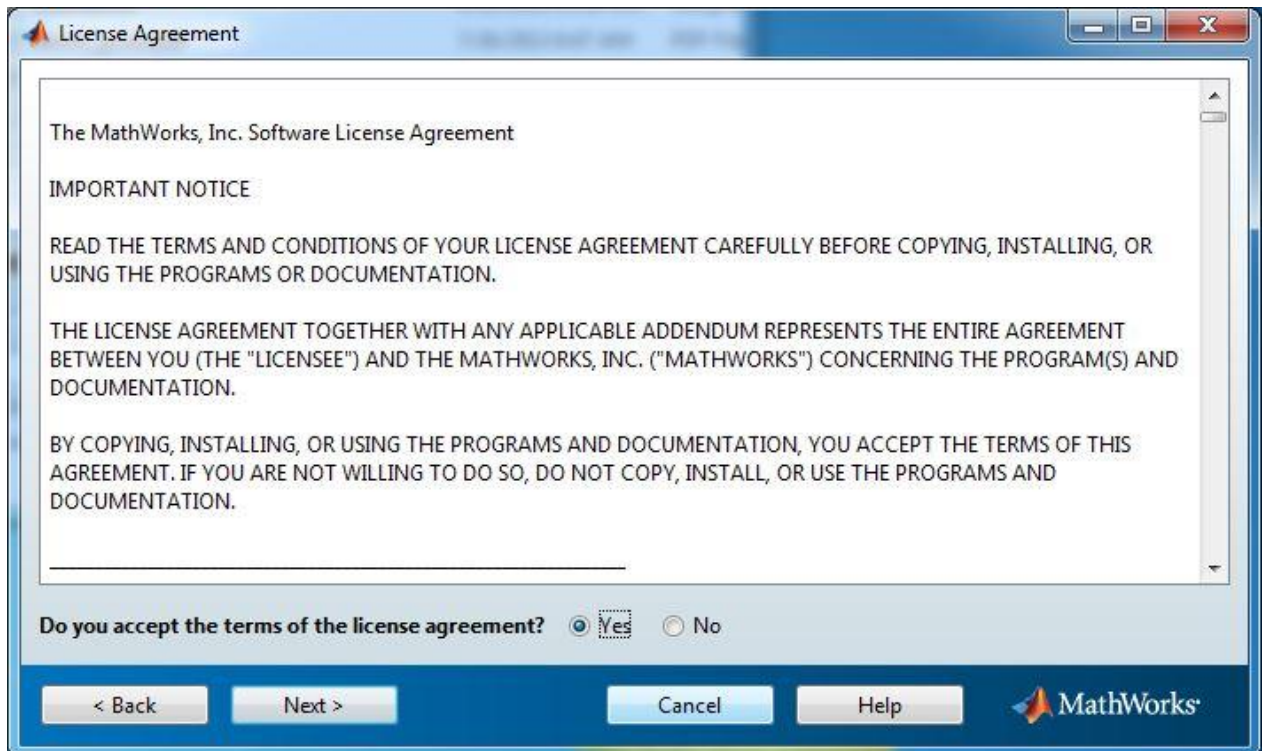 License Agreement
The MathWorks, Inc. Software License Agreement
IMPORTANT NOTICE
READ THE TERMS AND CONDITIONS OF YOUR LICENSE AGREEMENT CAREFULLY BEFORE COPYING, INSTALLING, OR
USING THE PROGRAMS OR DOCUMENTATION.
THE LICENSE AGREEMENT TOGETHER WITH ANY APPLICABLE ADDENDUM REPRESENTS THE ENTIRE AGREEMENT
BETWEEN YOU (THE "LICENSEE") AND THE MATHWORKS, INC. ("MATHWORKS") CONCERNING THE PROGRAM(S) AND
DOCUMENTATION.
BY COPYING, INSTALLING, OR USING THE PROGRAMS AND DOCUMENTATION, YOU ACCEPT THE TERMS OF THIS
AGREEMENT. IF YOU ARE NOT WILLING TO DO SO, DO NOT COPY, INSTALL, OR USE THE PROGRAMS AND
DOCUMENTATION.
Do you accept the terms of the license agreement? Yes No
< Back Next > Cancel Help MathWorks